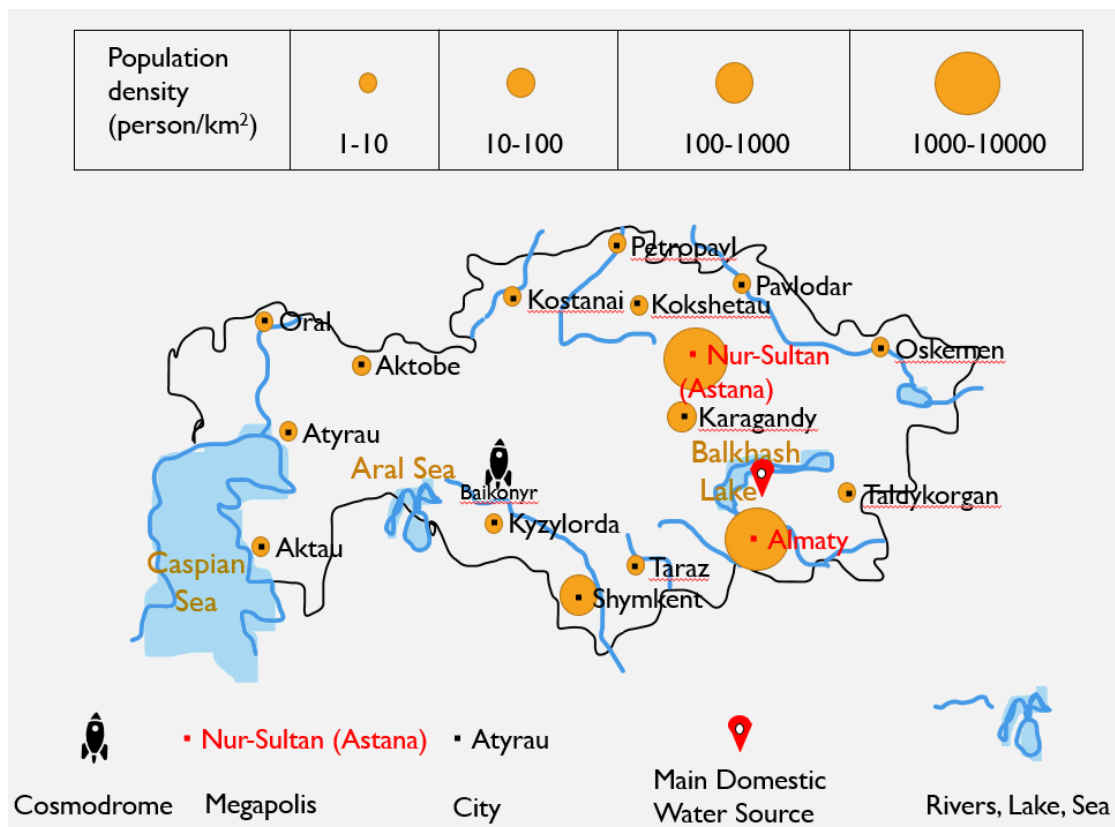 Population
density
(person/km²)
1-10
10-100
100-1000
1000-10000
Petropavl
Kostanai
Kokshetau
Pavlodar
Oral
Aktobe
Nur-Sultan
(Astana)
Oskemen
Atyrau
Karagandy
Aral Sea
Balkhash
Lake
Baikonyr
Taldykorgan
Kyzylorda
Aktau
Almaty
Caspian
Sea
Taraz
Shymkent
Nur-Sultan (Astana)
Atyrau
Cosmodrome
Megapolis
City
Main Domestic
Water Source
Rivers, Lake, Sea